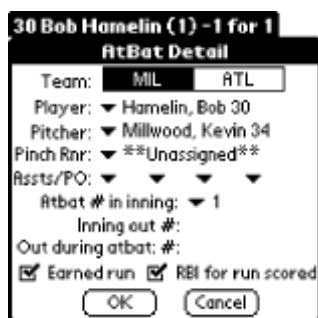 30 Bob Hamelin (1) -1 for 1
AtBat Detail
Team: MIL ATL
Player: Hamelin, Bob 30
Pitcher: Millwood, Kevin 34
Pinch Rnr: **Unassigned**
Assts/PO:
Atbat # in inning: 1
Inning out #:
Out during atbat: #:
Earned run RBI for run scored
OK Cancel